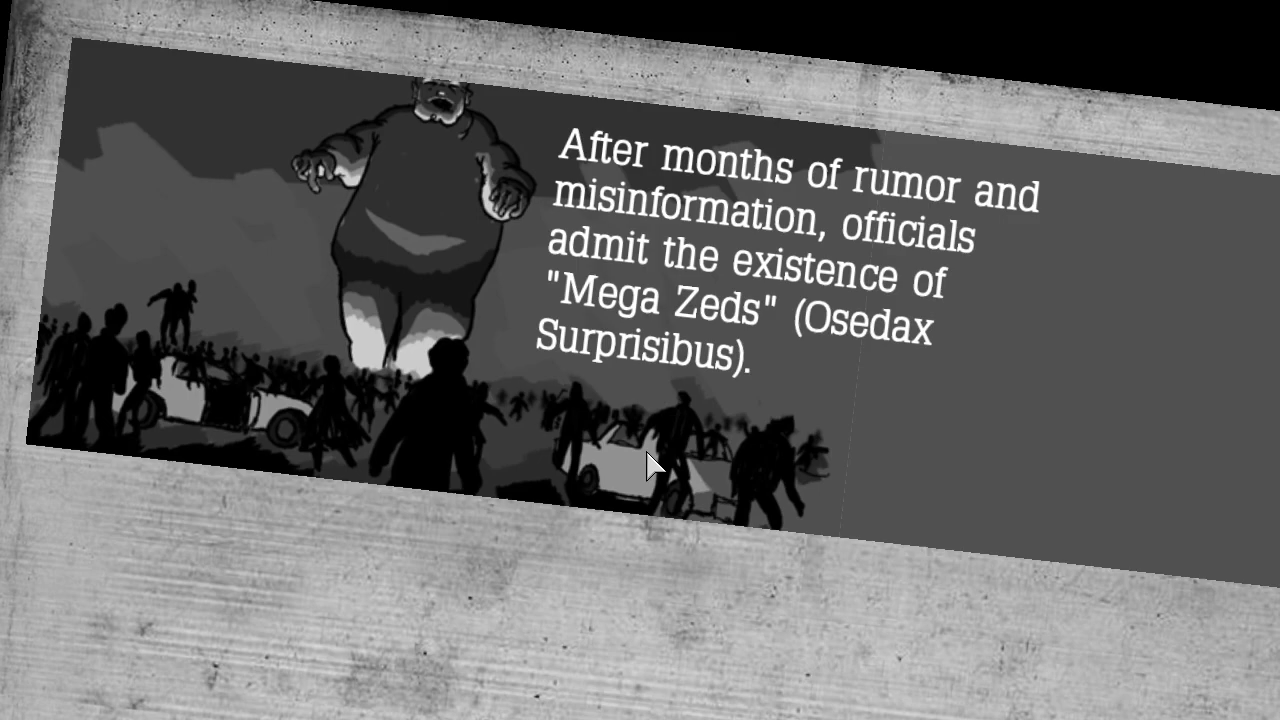 After months of rumor and
misinformation, officials
admit the existence of
"Mega Zeds" (Osedax
Surprisibus).